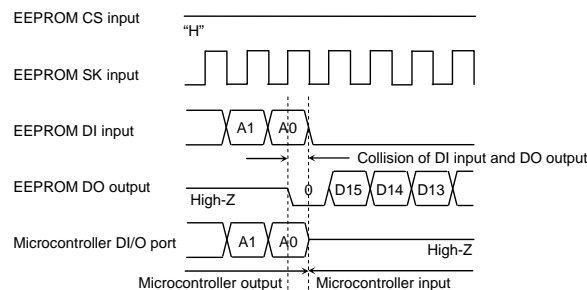 EEPROM CS input
“H”
EEPROM SK input
EEPROM DI input
A1 A0
Collision of DI input and DO output
EEPROM DO output
High-Z
0 D15 D14 D13
Microcontroller DI/O port
A1 A0
High-Z
Microcontroller output Microcontroller input